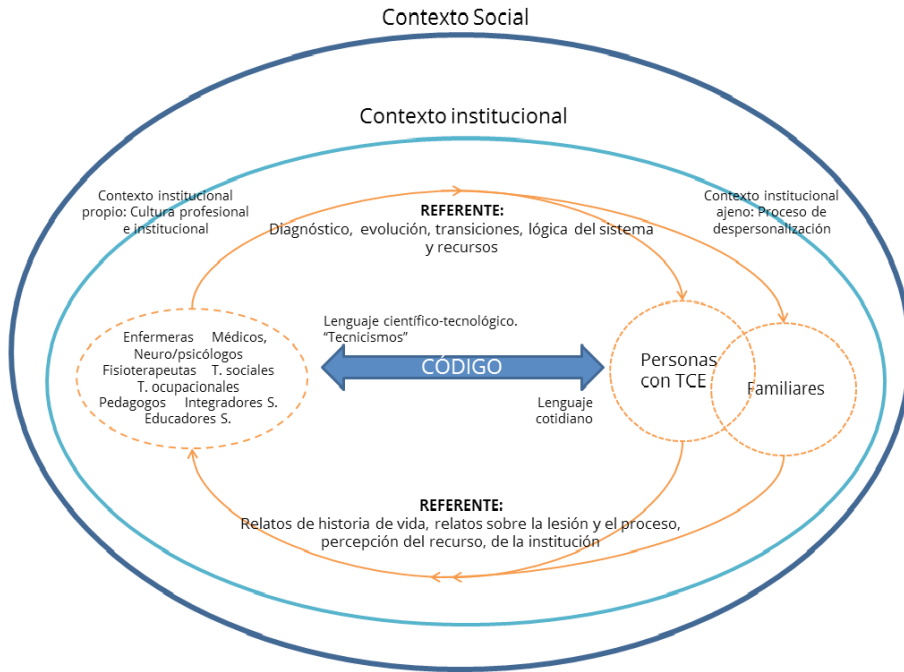 Contexto Social
Contexto institucional
Contexto institucional
propio: Cultura profesional
e institucional
Contexto institucional
ajeno: Proceso de
despersonalización
REFERENTE:
Diagnóstico, evolución, transiciones, lógica del sistema
y recursos
Enfermeras Médicos,
Neuro/psicólogos
Fisioterapeutas T. sociales
T. ocupacionales
Pedagogos Integradores S.
Educadores S.
Lenguaje científico-tecnológico.
“Tecnicismos”
CÓDIGO
Lenguaje
cotidiano
Personas
con TCE
Familiares
REFERENTE:
Relatos de historia de vida, relatos sobre la lesión y el proceso,
percepción del recurso, de la institución